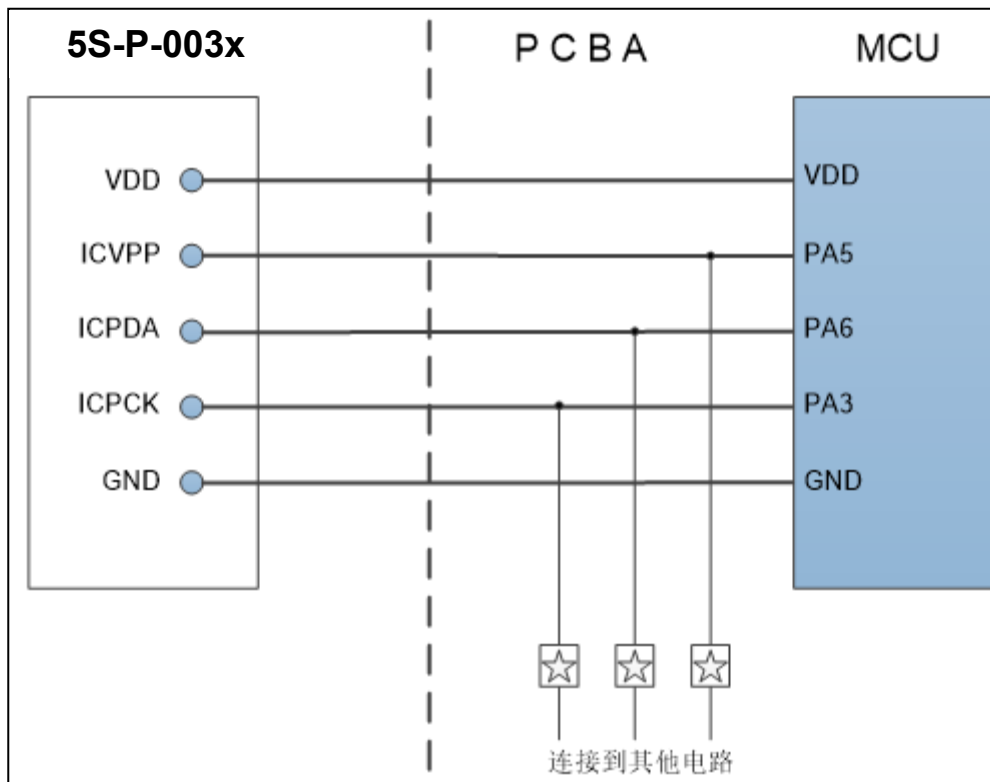 5S-P-003x
P C B A
MCU
VDD
VDD
ICVPP
PA5
ICPDA
PA6
ICPCK
PA3
GND
GND
连接到其他电路